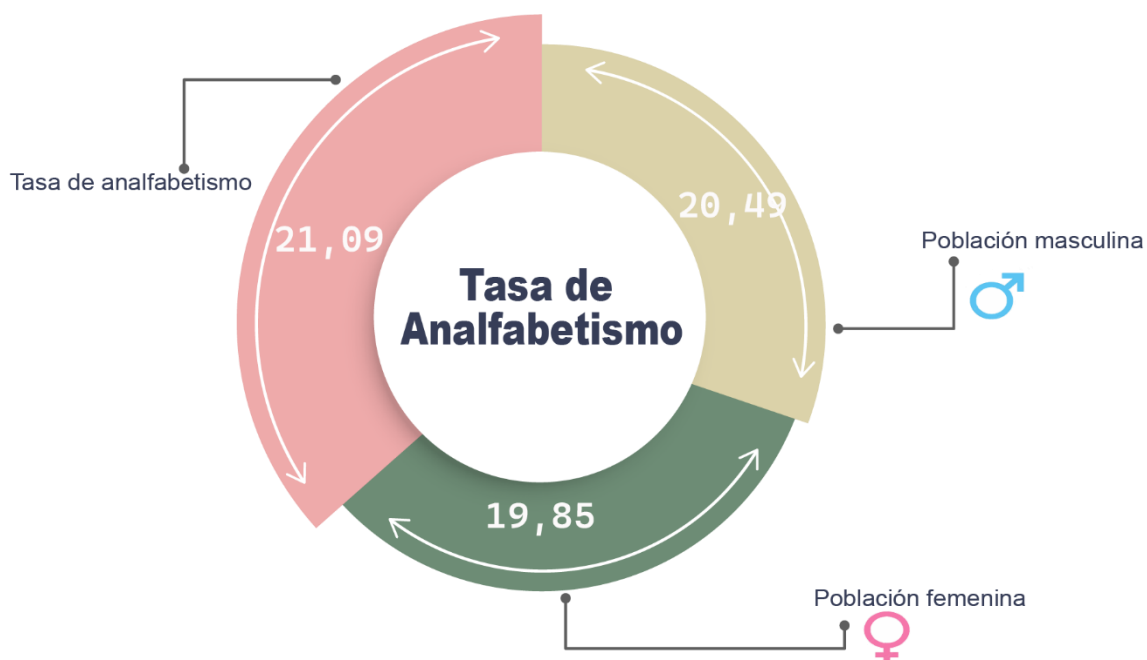 Tasa de analfabetismo
21,09
20,49
Población masculina
Tasa de
Analfabetismo
19,85
Población femenina